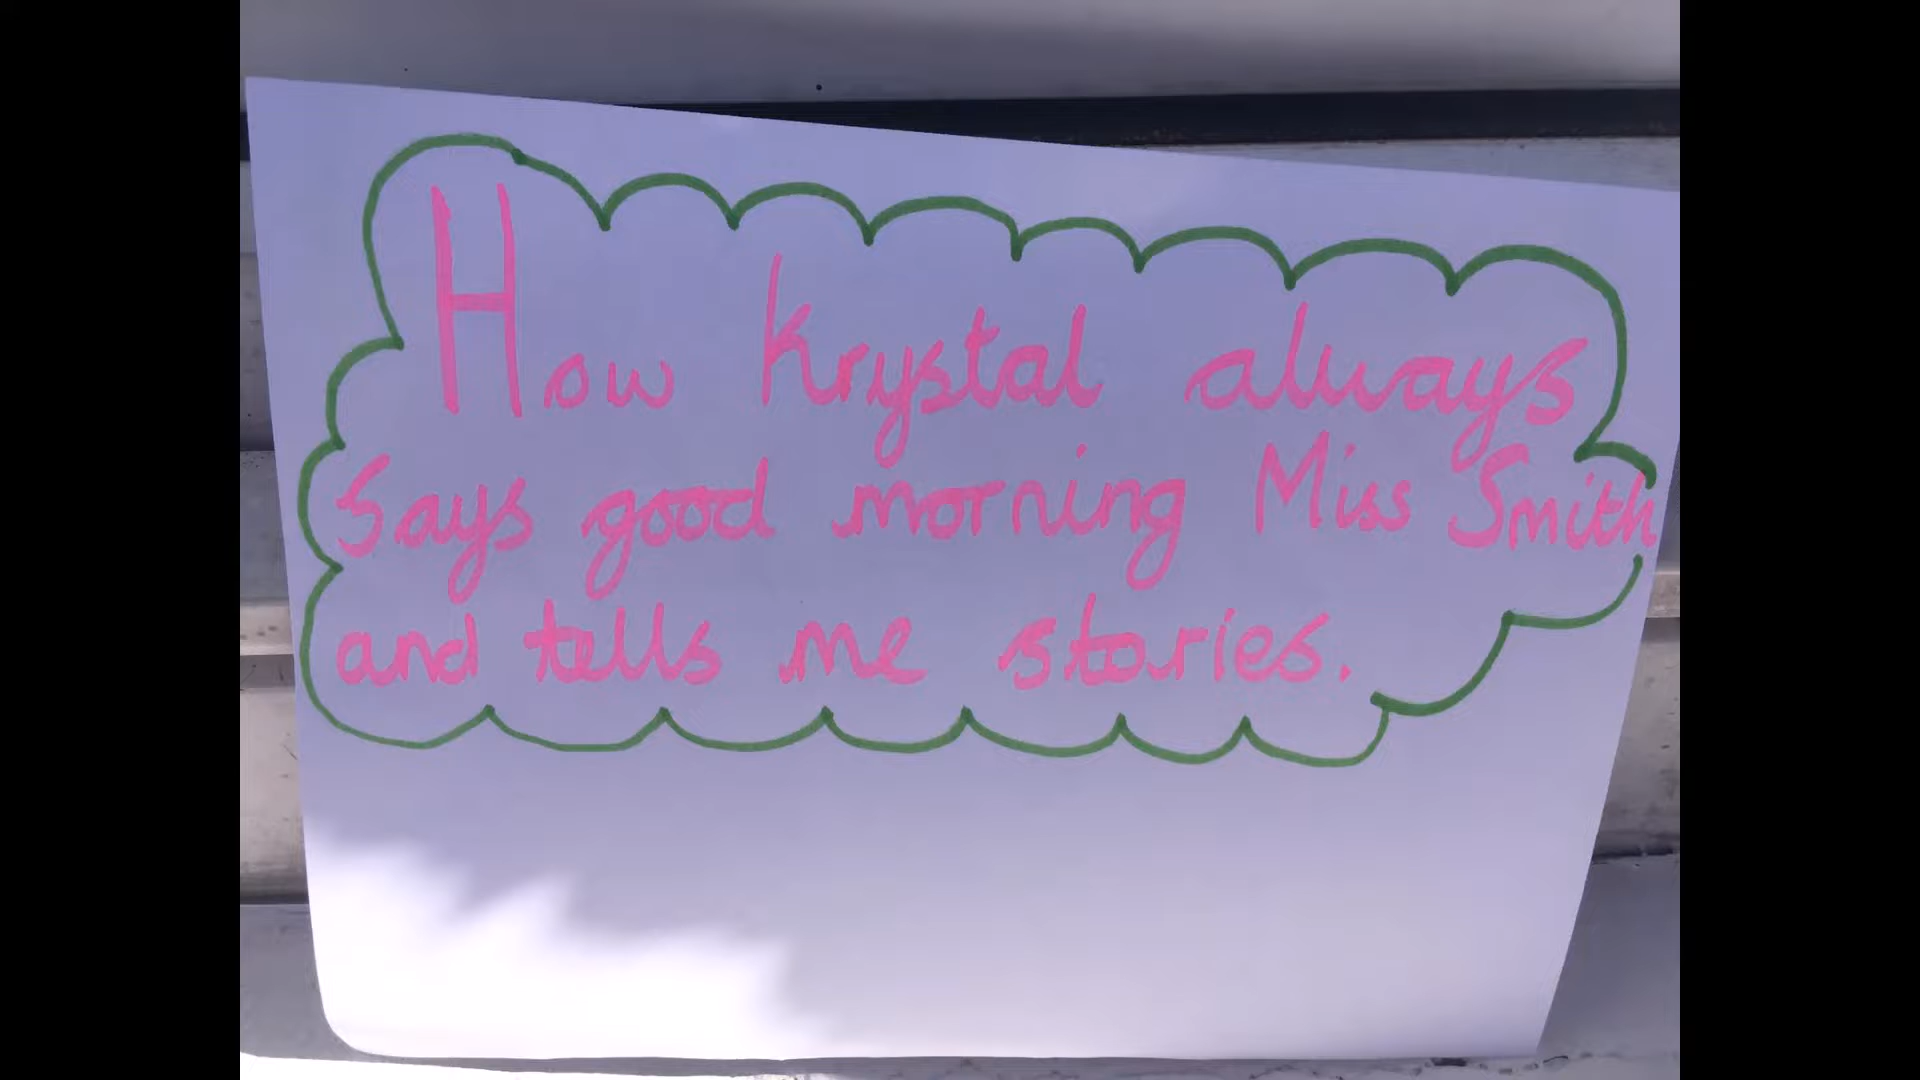 How Krystal always
Says good morning Miss Smith
and tells me stories.